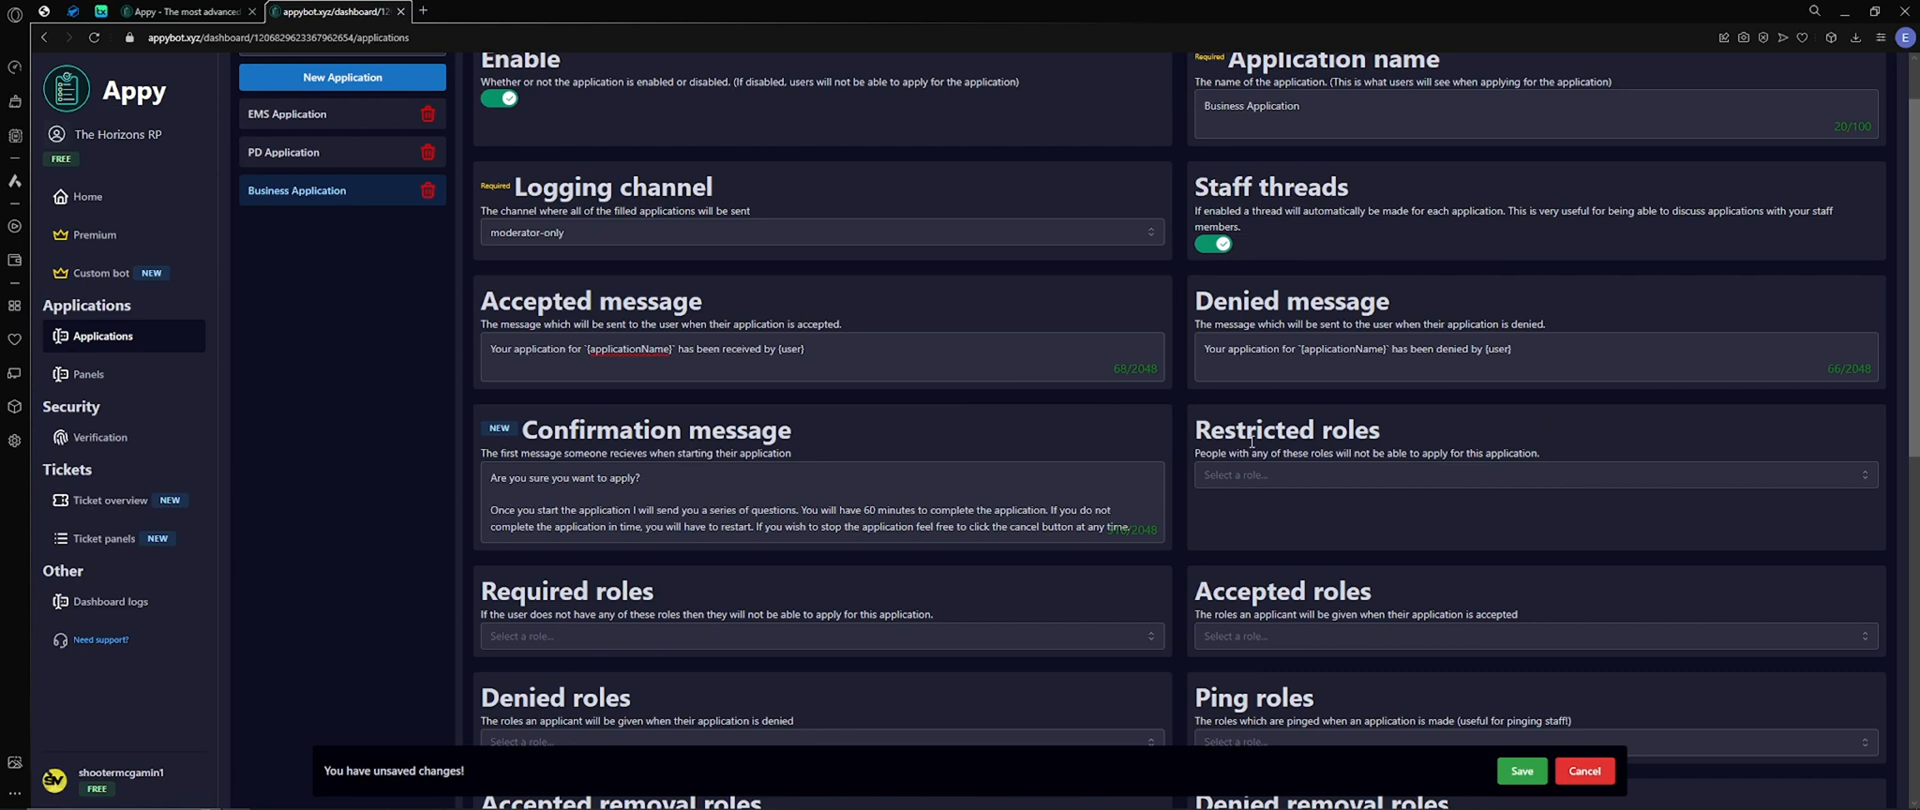 Appy - The most advanced
appybot.xyz/dashboard/12
appybot.xyz/dashboard/1206829623367962654/applications
E
Appy
The Horizons RP
FREE
Home
Premium
Custom bot NEW
Applications
Applications
Panels
Security
Verification
Tickets
Ticket overview NEW
Ticket panels NEW
Other
Dashboard logs
Need support?
shootermcgamin1
FREE
New Application
EMS Application
PD Application
Business Application
Enable
Whether or not the application is enabled or disabled. (If disabled, users will not be able to apply for the application)
Required Application name
The name of the application. (This is what users will see when applying for the application)
Business Application
20/100
Required Logging channel
The channel where all of the filled applications will be sent
moderator-only
Staff threads
If enabled a thread will automatically be made for each application. This is very useful for being able to discuss applications with your staff
members.
Accepted message
The message which will be sent to the user when their application is accepted.
Your application for `{applicationName}` has been received by {user}
68/2048
Denied message
The message which will be sent to the user when their application is denied.
Your application for `{applicationName}` has been denied by {user}
66/2048
NEW Confirmation message
The first message someone recieves when starting their application
Are you sure you want to apply?
Once you start the application I will send you a series of questions. You will have 60 minutes to complete the application. If you do not
complete the application in time, you will have to restart. If you wish to stop the application feel free to click the cancel button at any time.
Restricted roles
People with any of these roles will not be able to apply for this application.
Select a role...
Required roles
If the user does not have any of these roles then they will not be able to apply for this application.
Select a role...
Accepted roles
The roles an applicant will be given when their application is accepted
Select a role...
Denied roles
The roles an applicant will be given when their application is denied
Select a role...
Ping roles
The roles which are pinged when an application is made (useful for pinging staff!)
Select a role...
You have unsaved changes!
Save
Cancel
Accepted removal roles
Denied removal roles